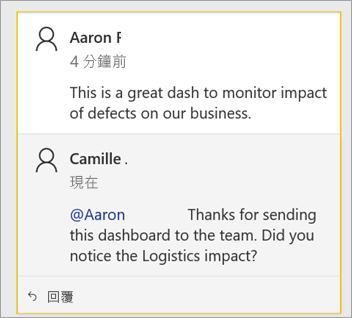 Aaron F
4 分鐘前
This is a great dash to monitor impact
of defects on our business.
Camille .
現在
@Aaron Thanks for sending
this dashboard to the team. Did you
notice the Logistics impact?
回覆